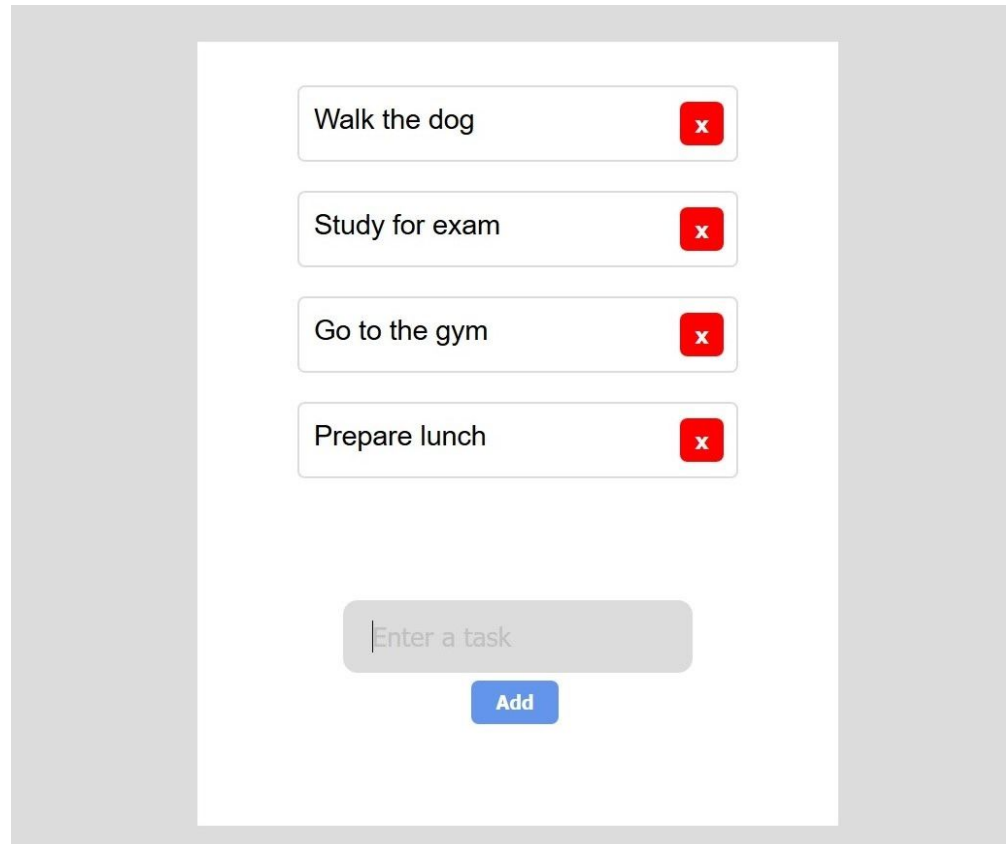 Walk the dog
x
Study for exam
x
Go to the gym
x
Prepare lunch
x
Enter a task
Add